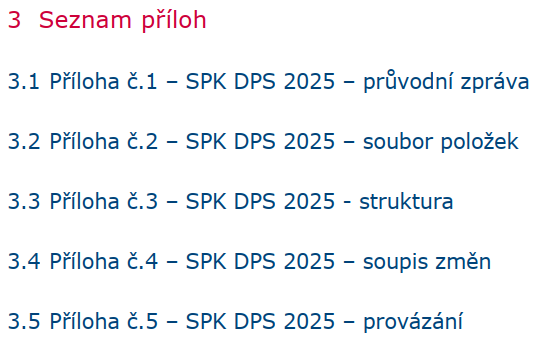 3 Seznam příloh
3.1 Příloha č.1 – SPK DPS 2025 – průvodní zpráva
3.2 Příloha č.2 – SPK DPS 2025 – soubor položek
3.3 Příloha č.3 – SPK DPS 2025 - struktura
3.4 Příloha č.4 – SPK DPS 2025 – soupis změn
3.5 Příloha č.5 – SPK DPS 2025 – provázání